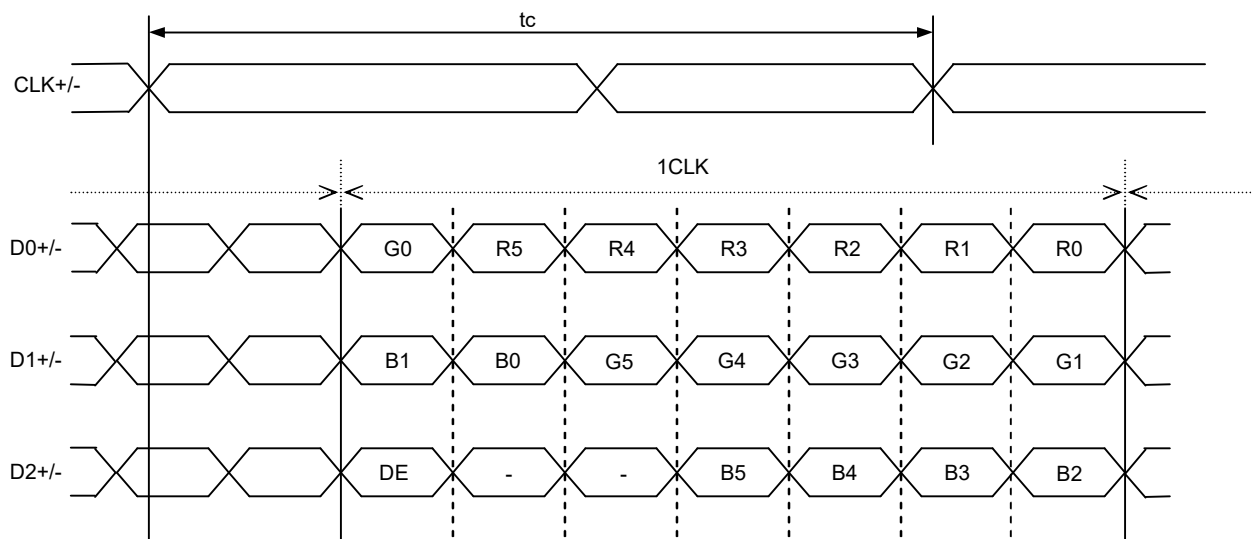 tc
CLK+/-
1CLK
D0+/- G0 R5 R4 R3 R2 R1 R0
D1+/- B1 B0 G5 G4 G3 G2 G1
D2+/- DE - - B5 B4 B3 B2